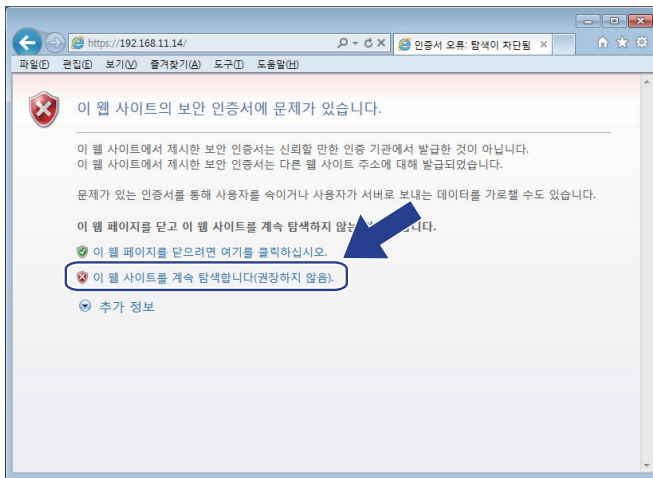 https://192.168.11.14/
인증서 오류: 탐색이 차단됨
파일(F) 편집(E) 보기(V) 즐겨찾기(A) 도구(T) 도움말(H)
이 웹 사이트의 보안 인증서에 문제가 있습니다.
이 웹 사이트에서 제시한 보안 인증서는 신뢰할 만한 인증 기관에서 발급한 것이 아닙니다.
이 웹 사이트에서 제시한 보안 인증서는 다른 웹 사이트 주소에 대해 발급되었습니다.
문제가 있는 인증서를 통해 사용자를 속이거나 사용자가 서버로 보내는 데이터를 가로챌 수도 있습니다.
이 웹 페이지를 닫고 이 웹 사이트를 계속 탐색하지 않는
이 웹 페이지를 닫으려면 여기를 클릭하십시오.
이 웹 사이트를 계속 탐색합니다(권장하지 않음).
추가 정보